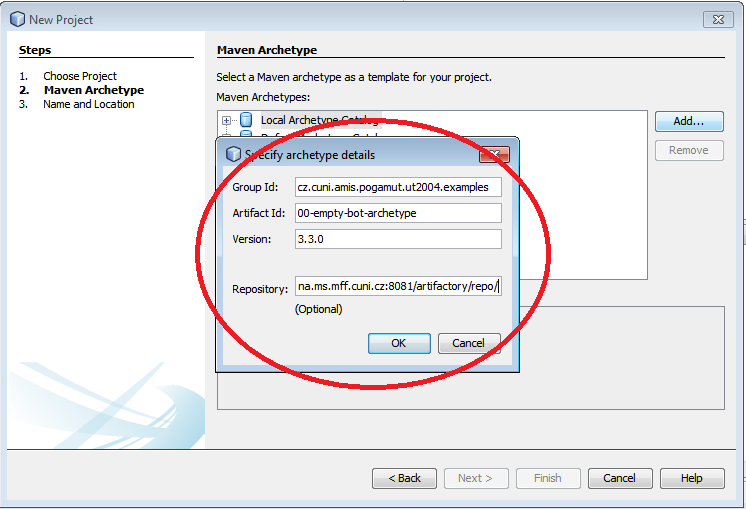 New Project
Steps
1. Choose Project
2. Maven Archetype
3. Name and Location
Maven Archetype
Select a Maven archetype as a template for your project.
Maven Archetypes:
Local Archetype Catalog
Add...
Remove
Specify archetype details
Group Id: cz.cuni.amis.pogamut.ut2004.examples
Artifact Id: 00-empty-bot-archetype
Version: 3.3.0
Repository: na.ms.mff.cuni.cz:8081/artifactory/repo/
(Optional)
OK Cancel
< Back Next > Finish Cancel Help